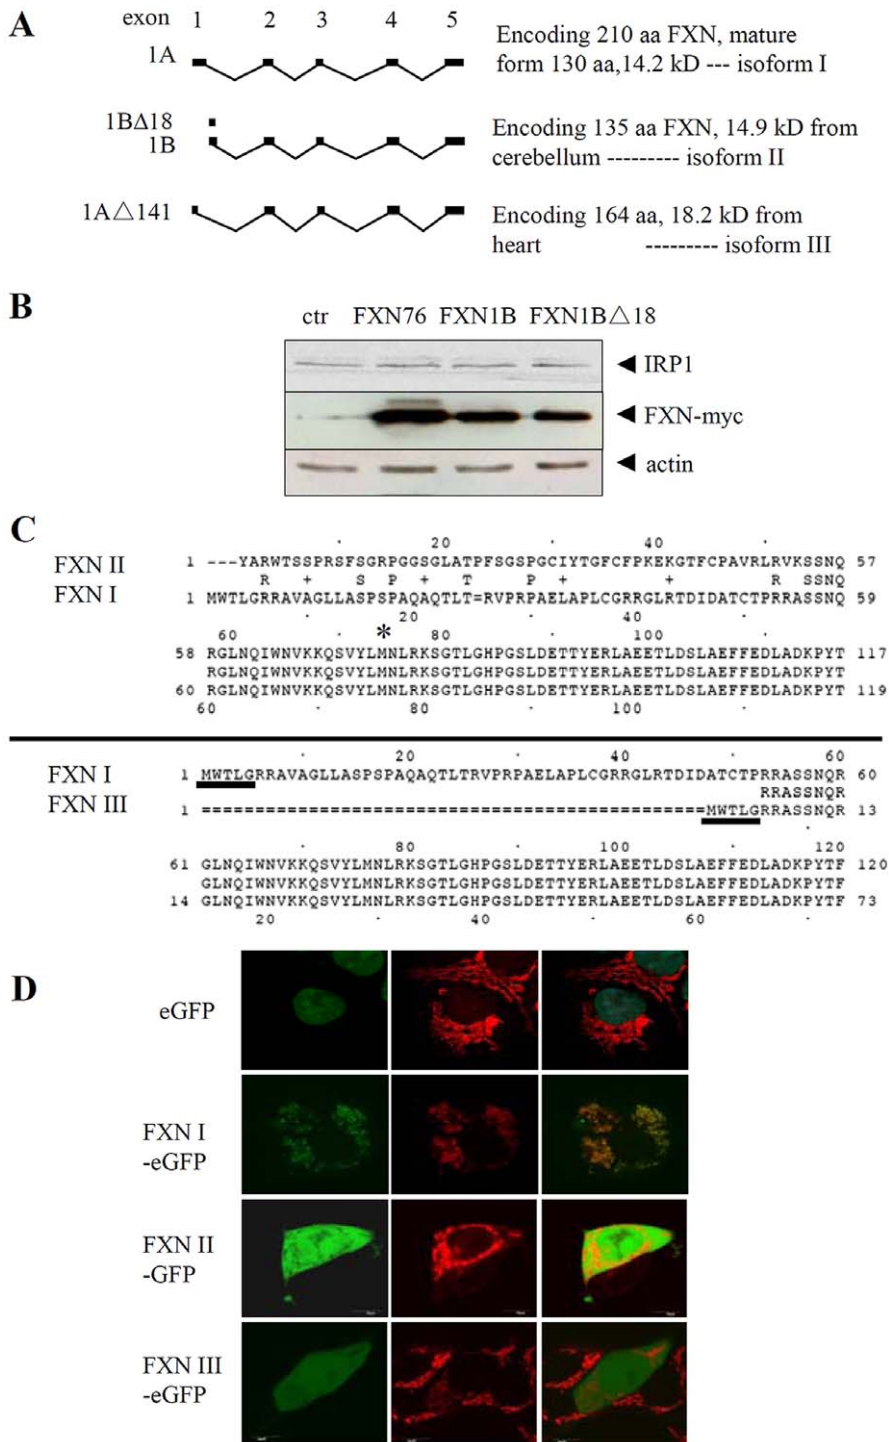 A
exon 1 2 3 4 5
1A
Encoding 210 aa FXN, mature
form 130 aa,14.2 kD --- isoform I
1BΔ18
1B
Encoding 135 aa FXN, 14.9 kD from
cerebellum --------- isoform II
1A△141
Encoding 164 aa, 18.2 kD from
heart --------- isoform III
B
ctr FXN76 FXN1B FXN1B△18
IRP1
FXN-myc
actin
C
20 40
FXN II 1 ---YARWTSSPRSFSGRPGGSGLATPFSGSPGCIYTGFCFPKEKGTFCPAVRLRVKSSNQ 57
R + S P + T P + + R SSNQ
FXN I 1 MWTLGRRAVAGLLASPSPAQAQTLT=RVPRPAELAPLCGRRGLRTDIDATCTPRRASSNQ 59
20 40
60 * 80 100
58 RGLNQIWNVKKQSVYLMNLRKSGTLGHPGSLDETTYERLAEETLDSLAEFFEDLADKPYT 117
RGLNQIWNVKKQSVYLMNLRKSGTLGHPGSLDETTYERLAEETLDSLAEFFEDLADKPYT
60 RGLNQIWNVKKQSVYLMNLRKSGTLGHPGSLDETTYERLAEETLDSLAEFFEDLADKPYT 119
60 80 100
20 40 60
FXN I 1 MWTLGRRAVAGLLASPSPAQAQTLTRVPRPAELAPLCGRRGLRTDIDATCTPRRASSNQR 60
RRASSNQR
FXN III 1 ===============================================MWTLGRRASSNQR 13
80 100 120
61 GLNQIWNVKKQSVYLMNLRKSGTLGHPGSLDETTYERLAEETLDSLAEFFEDLADKPYTF 120
GLNQIWNVKKQSVYLMNLRKSGTLGHPGSLDETTYERLAEETLDSLAEFFEDLADKPYTF
14 GLNQIWNVKKQSVYLMNLRKSGTLGHPGSLDETTYERLAEETLDSLAEFFEDLADKPYTF 73
20 40 60
D
eGFP
FXN I
-eGFP
FXN II
-GFP
FXN III
-eGFP